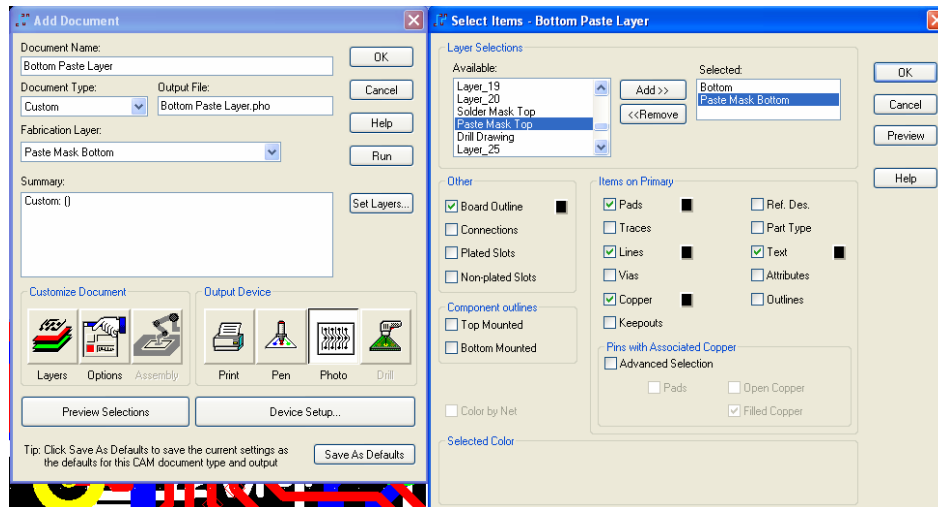 Add Document
Document Name:
Bottom Paste Layer
OK
Document Type:
Output File:
Cancel
Custom
Bottom Paste Layer.pho
Fabrication Layer:
Help
Paste Mask Bottom
Run
Summary:
Custom: ()
Set Layers...
Customize Document
Output Device
Layers
Options
Assembly
Print
Pen
Photo
Drill
Preview Selections
Device Setup...
Tip: Click Save As Defaults to save the current settings as
the defaults for this CAM document type and output
Save As Defaults
Select Items - Bottom Paste Layer
Layer Selections
Available:
Selected:
Layer_19
Layer_20
Solder Mask Top
Paste Mask Top
Drill Drawing
Layer_25
Add >>
<<Remove
Bottom
Paste Mask Bottom
OK
Cancel
Preview
Help
Other
Board Outline
Connections
Plated Slots
Non-plated Slots
Component outlines
Top Mounted
Bottom Mounted
Color by Net
Items on Primary
Pads
Ref. Des.
Traces
Part Type
Lines
Text
Vias
Attributes
Copper
Outlines
Keepouts
Pins with Associated Copper
Advanced Selection
Pads
Open Copper
Filled Copper
Selected Color